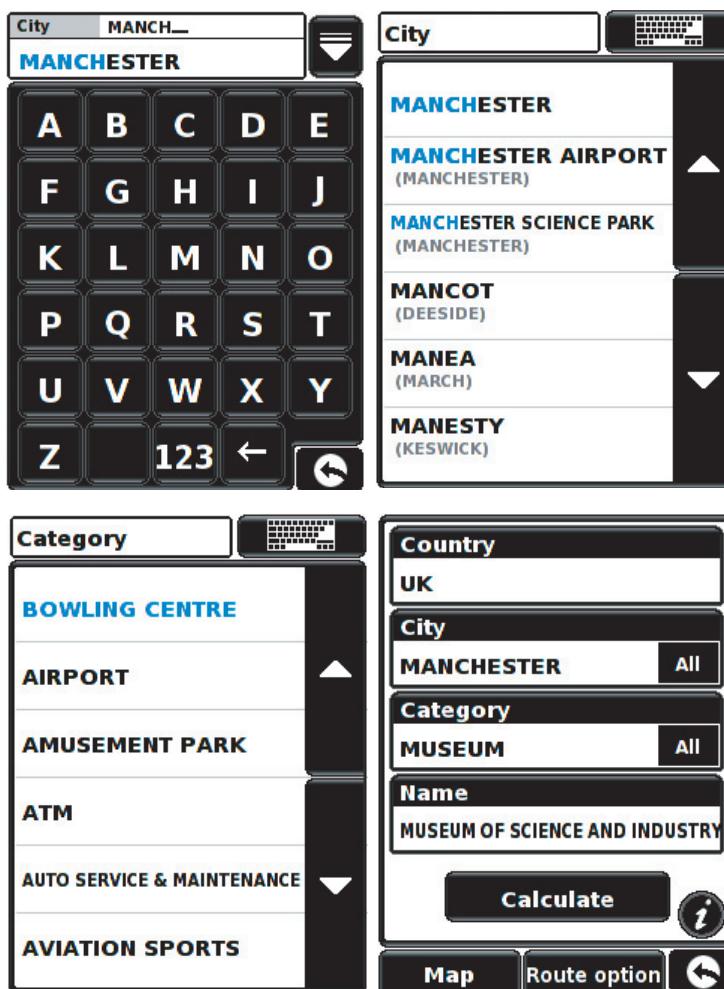 City MANCH_
MANCHESTER
A B C D E
F G H I J
K L M N O
P Q R S T
U V W X Y
Z 123 ←
City
MANCHESTER
MANCHESTER AIRPORT
(MANCHESTER)
MANCHESTER SCIENCE PARK
(MANCHESTER)
MANCOT
(DEESIDE)
MANEA
(MARCH)
MANESTY
(KESWICK)
Category
BOWLING CENTRE
AIRPORT
AMUSEMENT PARK
ATM
AUTO SERVICE & MAINTENANCE
AVIATION SPORTS
Country
UK
City
MANCHESTER All
Category
MUSEUM All
Name
MUSEUM OF SCIENCE AND INDUSTRY
Calculate
i
Map Route option